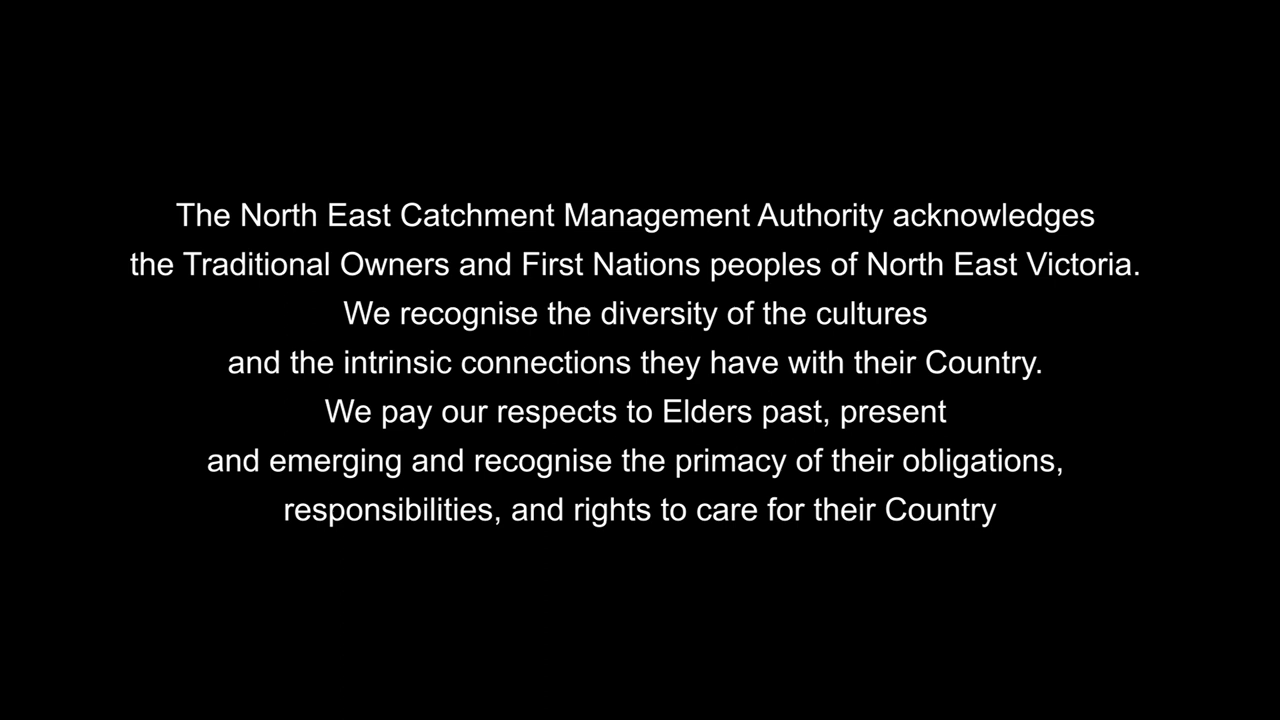 The North East Catchment Management Authority acknowledges
the Traditional Owners and First Nations peoples of North East Victoria.
We recognise the diversity of the cultures
and the intrinsic connections they have with their Country.
We pay our respects to Elders past, present
and emerging and recognise the primacy of their obligations,
responsibilities, and rights to care for their Country